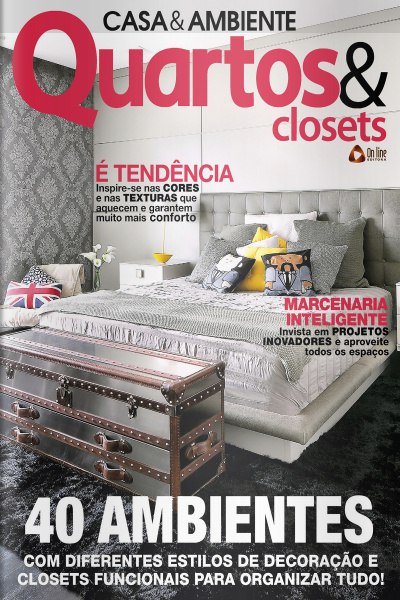 CASA&AMBIENTE
Quartos&
closets
On line
EDITORA
É TENDÊNCIA
Inspire-se nas CORES
e nas TEXTURAS que
aquecem e garantem
muito mais conforto
MARCENARIA
INTELIGENTE
Invista em PROJETOS
INOVADORES e aproveite
todos os espaços
40 AMBIENTES
COM DIFERENTES ESTILOS DE DECORAÇÃO E
CLOSETS FUNCIONAIS PARA ORGANIZAR TUDO!